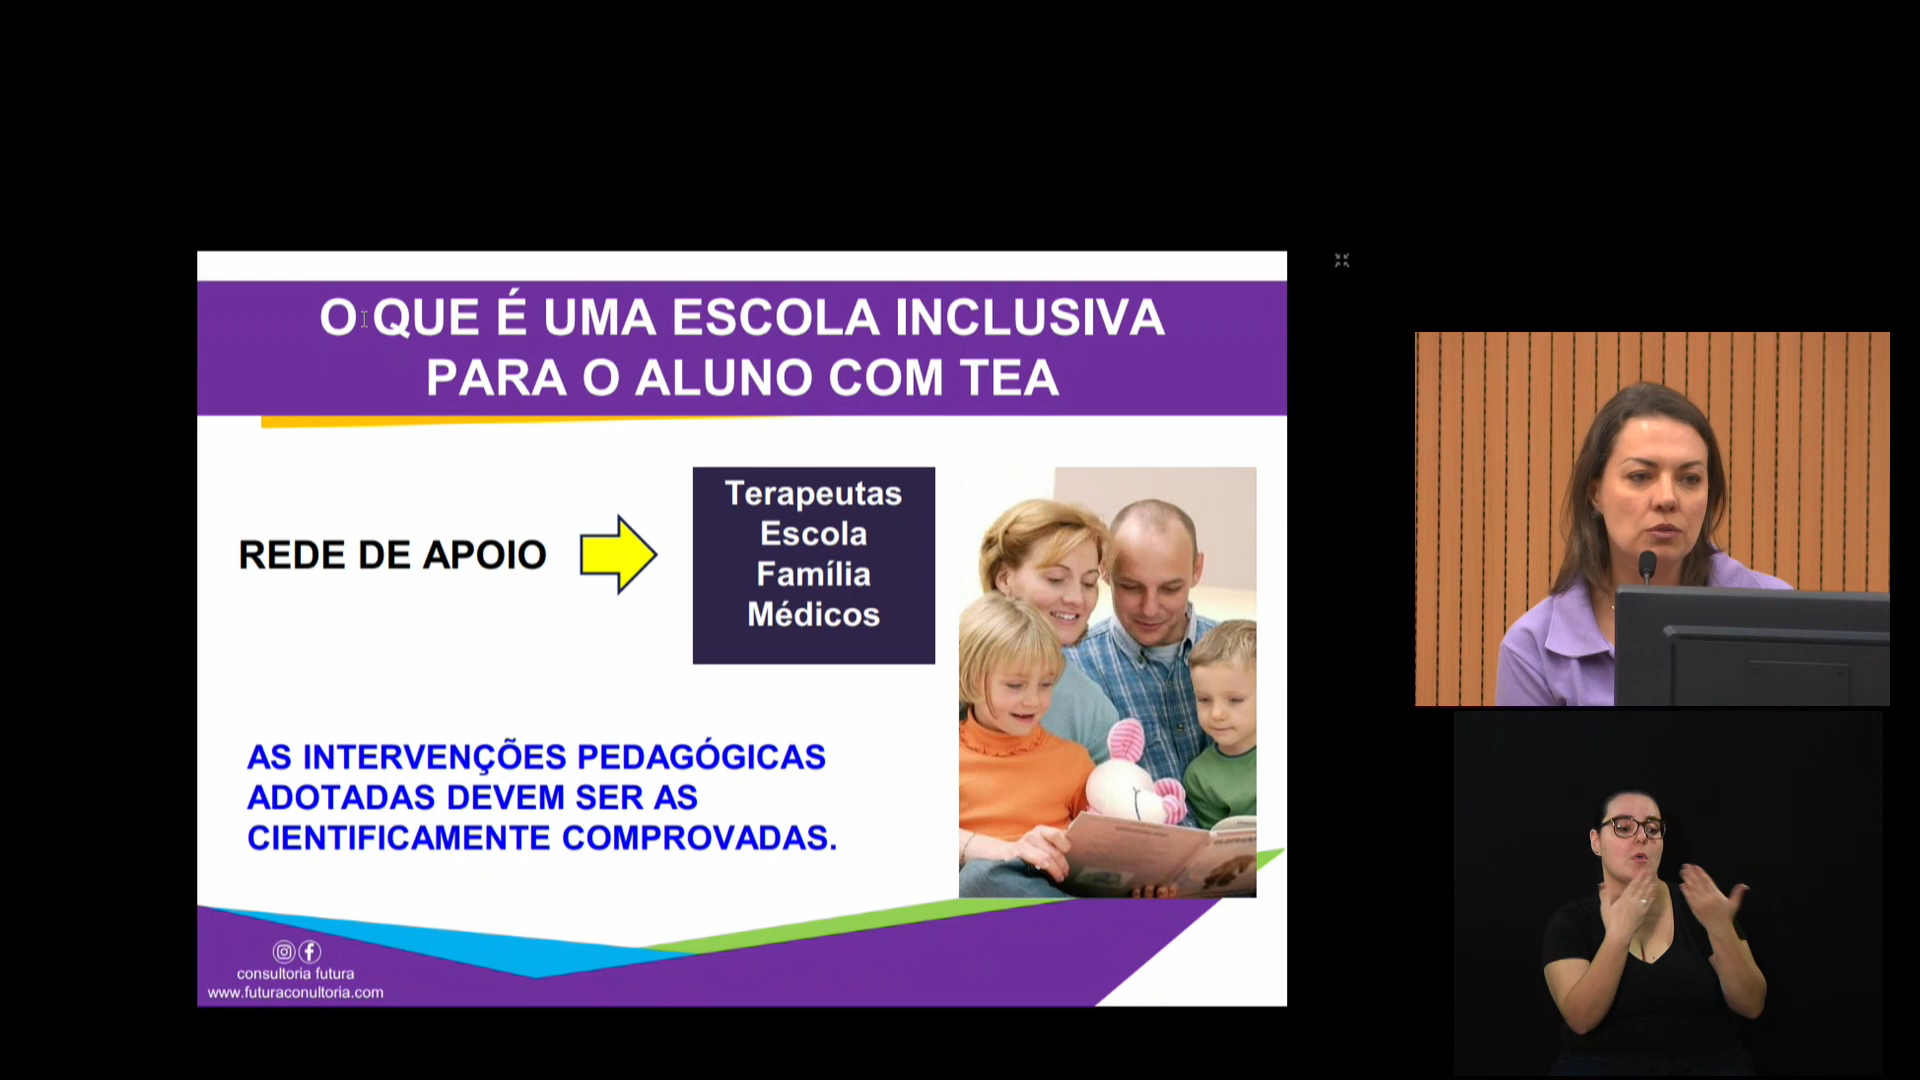 O QUE É UMA ESCOLA INCLUSIVA
PARA O ALUNO COM TEA
REDE DE APOIO
Terapeutas
Escola
Família
Médicos
AS INTERVENÇÕES PEDAGÓGICAS
ADOTADAS DEVEM SER AS
CIENTIFICAMENTE COMPROVADAS.
consultoria futura
www.futuraconultoria.com